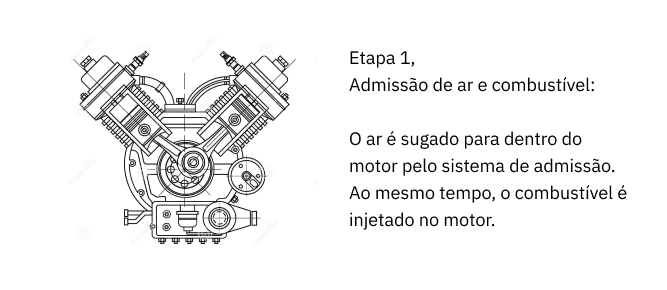 Etapa 1,
Admissão de ar e combustível:
O ar é sugado para dentro do
motor pelo sistema de admissão.
Ao mesmo tempo, o combustível é
injetado no motor.